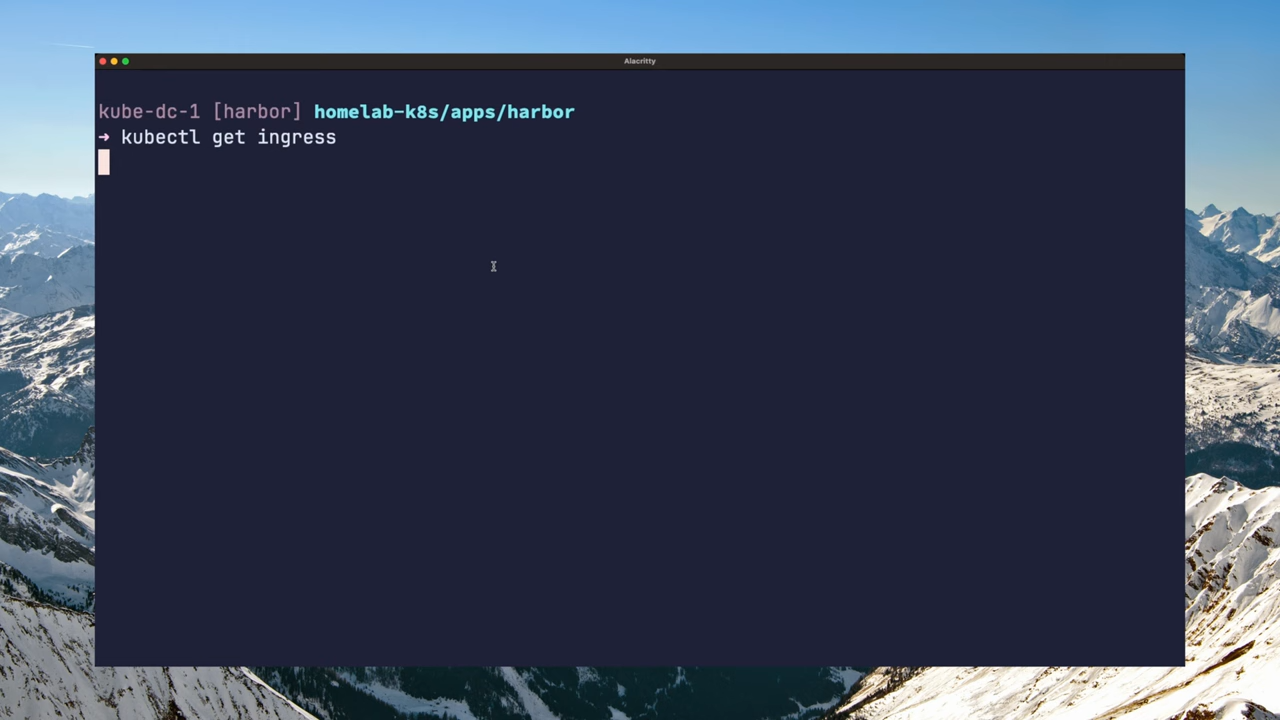 Alacritty
kube-dc-1 [harbor] homelab-k8s/apps/harbor
➜ kubectl get ingress